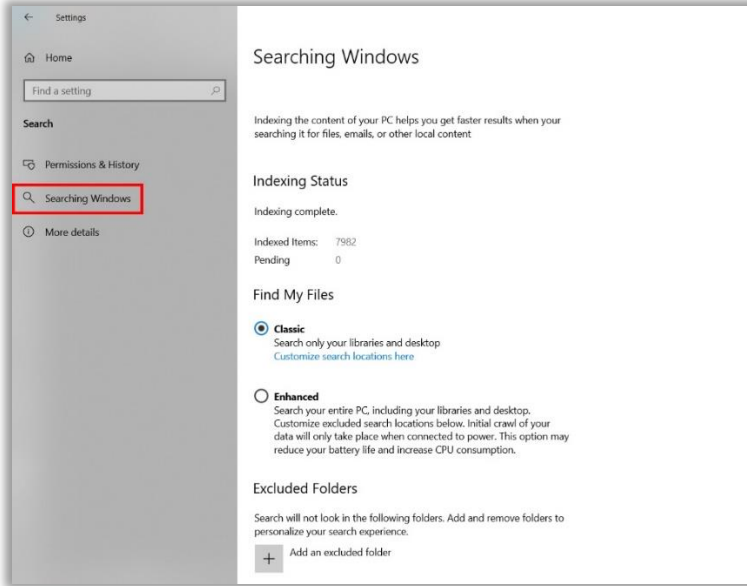 Settings
Home
Find a setting
Search
Permissions & History
Searching Windows
More details
Searching Windows
Indexing the content of your PC helps you get faster results when your
searching it for files, emails, or other local content
Indexing Status
Indexing complete.
Indexed Items: 7982
Pending 0
Find My Files
Classic
Search only your libraries and desktop
Customize search locations here
Enhanced
Search your entire PC, including your libraries and desktop.
Customize excluded search locations below. Initial crawl of your
data will only take place when connected to power. This option may
reduce your battery life and increase CPU consumption.
Excluded Folders
Search will not look in the following folders. Add and remove folders to
personalize your search experience.
Add an excluded folder